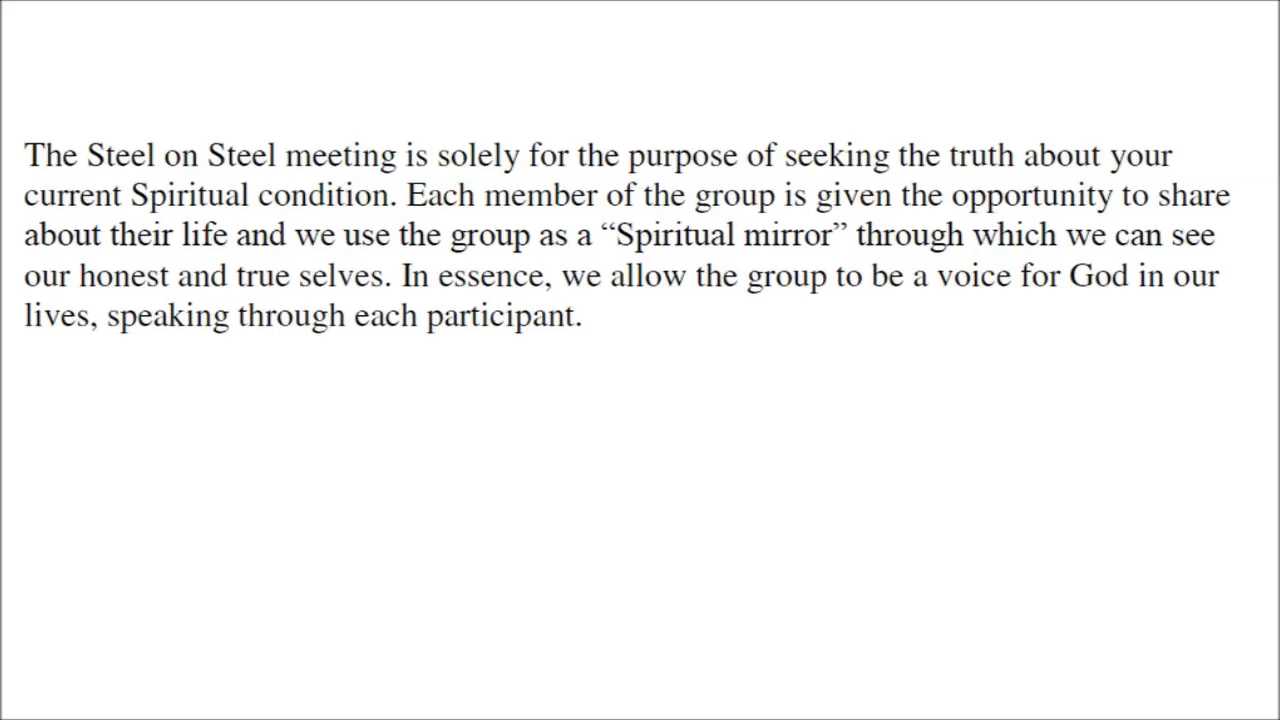 The Steel on Steel meeting is solely for the purpose of seeking the truth about your
current Spiritual condition. Each member of the group is given the opportunity to share
about their life and we use the group as a “Spiritual mirror” through which we can see
our honest and true selves. In essence, we allow the group to be a voice for God in our
lives, speaking through each participant.